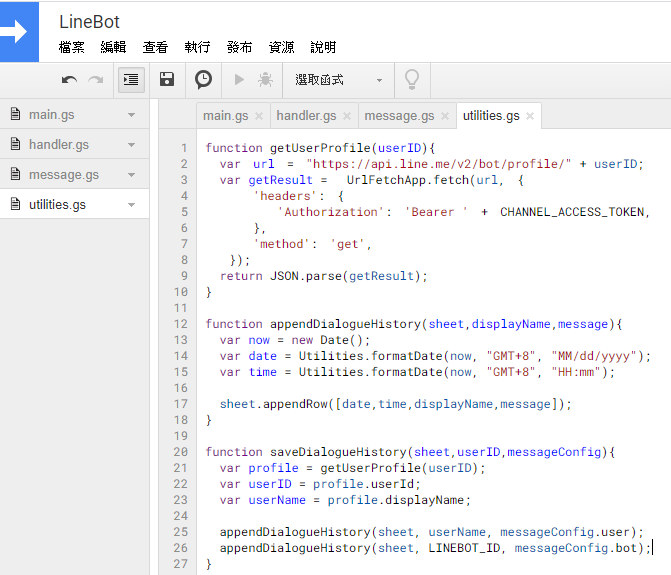 LineBot
檔案 編輯 查看 執行 發布 資源 說明
選取函式
main.gs
handler.gs
message.gs
utilities.gs
main.gs × handler.gs × message.gs × utilities.gs ×
1 function getUserProfile(userID){
2 var url = "https://api.line.me/v2/bot/profile/" + userID;
3 var getResult = UrlFetchApp.fetch(url, {
4 'headers': {
5 'Authorization': 'Bearer ' + CHANNEL_ACCESS_TOKEN,
6 },
7 'method': 'get',
8 });
9 return JSON.parse(getResult);
10 }
11
12 function appendDialogueHistory(sheet,displayName,message){
13 var now = new Date();
14 var date = Utilities.formatDate(now, "GMT+8", "MM/dd/yyyy");
15 var time = Utilities.formatDate(now, "GMT+8", "HH:mm");
16
17 sheet.appendRow([date,time,displayName,message]);
18 }
19
20 function saveDialogueHistory(sheet,userID,messageConfig){
21 var profile = getUserProfile(userID);
22 var userID = profile.userId;
23 var userName = profile.displayName;
24
25 appendDialogueHistory(sheet, userName, messageConfig.user);
26 appendDialogueHistory(sheet, LINEBOT_ID, messageConfig.bot);
27 }